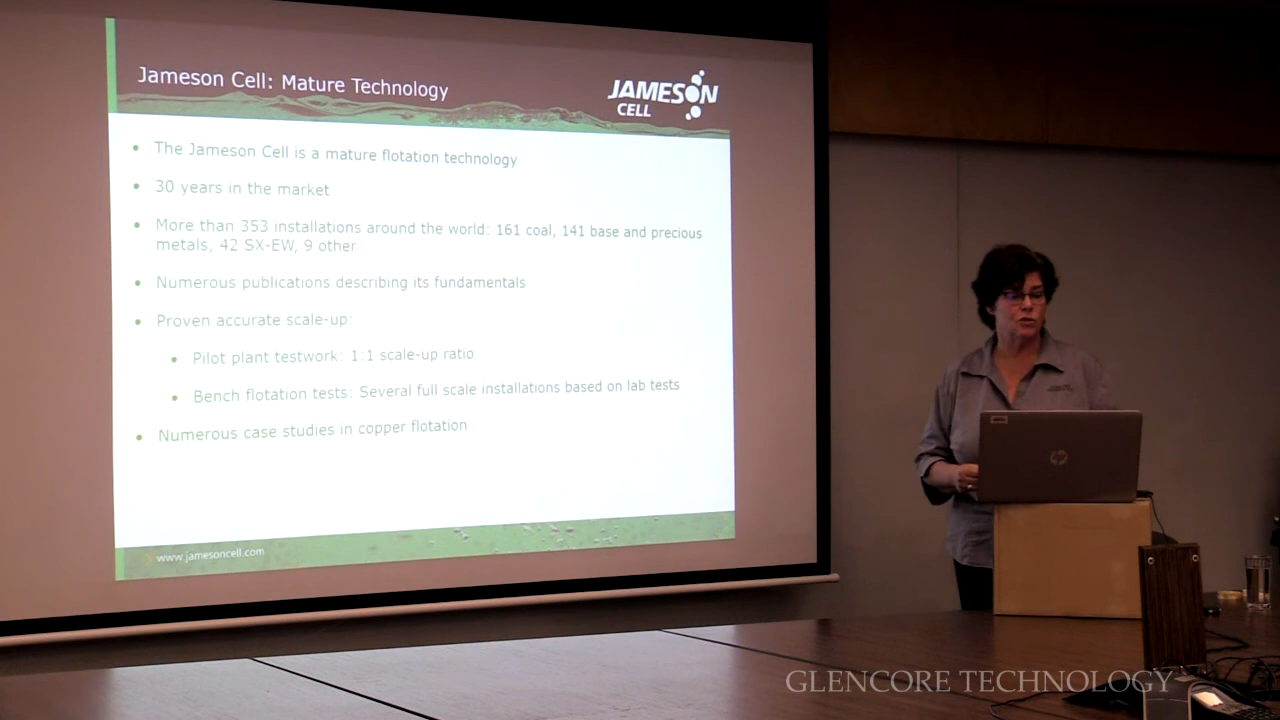 Jameson Cell: Mature Technology
JAMESON
CELL
• The Jameson Cell is a mature flotation technology
• 30 years in the market
• More than 353 installations around the world: 161 coal, 141 base and precious
metals, 42 SX-EW, 9 other
• Numerous publications describing its fundamentals
• Proven accurate scale-up:
• Pilot plant testwork: 1:1 scale-up ratio
• Bench flotation tests: Several full scale installations based on lab tests
• Numerous case studies in copper flotation
www.jamesoncell.com
hp
GLENCORE TECHNOLOGY